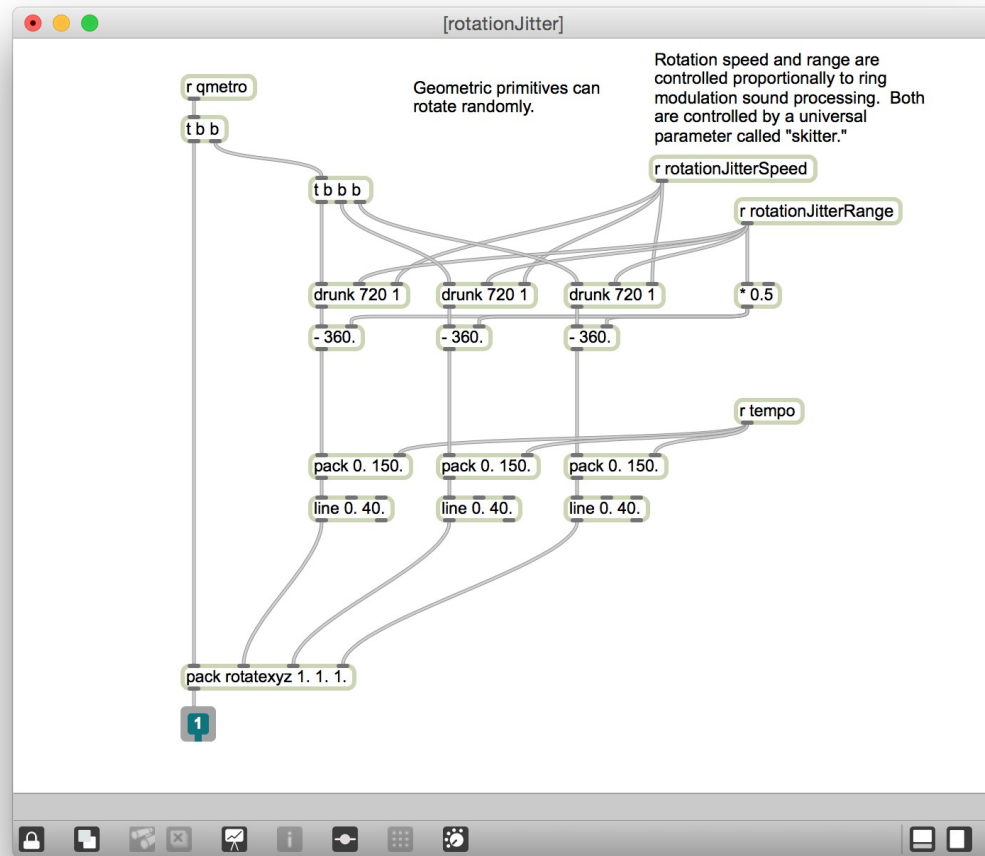 [rotationJitter]
Rotation speed and range are
controlled proportionally to ring
modulation sound processing.  Both
are controlled by a universal
parameter called "skitter."
Geometric primitives can
rotate randomly.
r qmetro
t b b
r rotationJitterSpeed
t b b b
r rotationJitterRange
drunk 720 1
drunk 720 1
drunk 720 1
* 0.5
- 360.
- 360.
- 360.
r tempo
pack 0. 150.
pack 0. 150.
pack 0. 150.
line 0. 40.
line 0. 40.
line 0. 40.
pack rotatexyz 1. 1. 1.
1
i